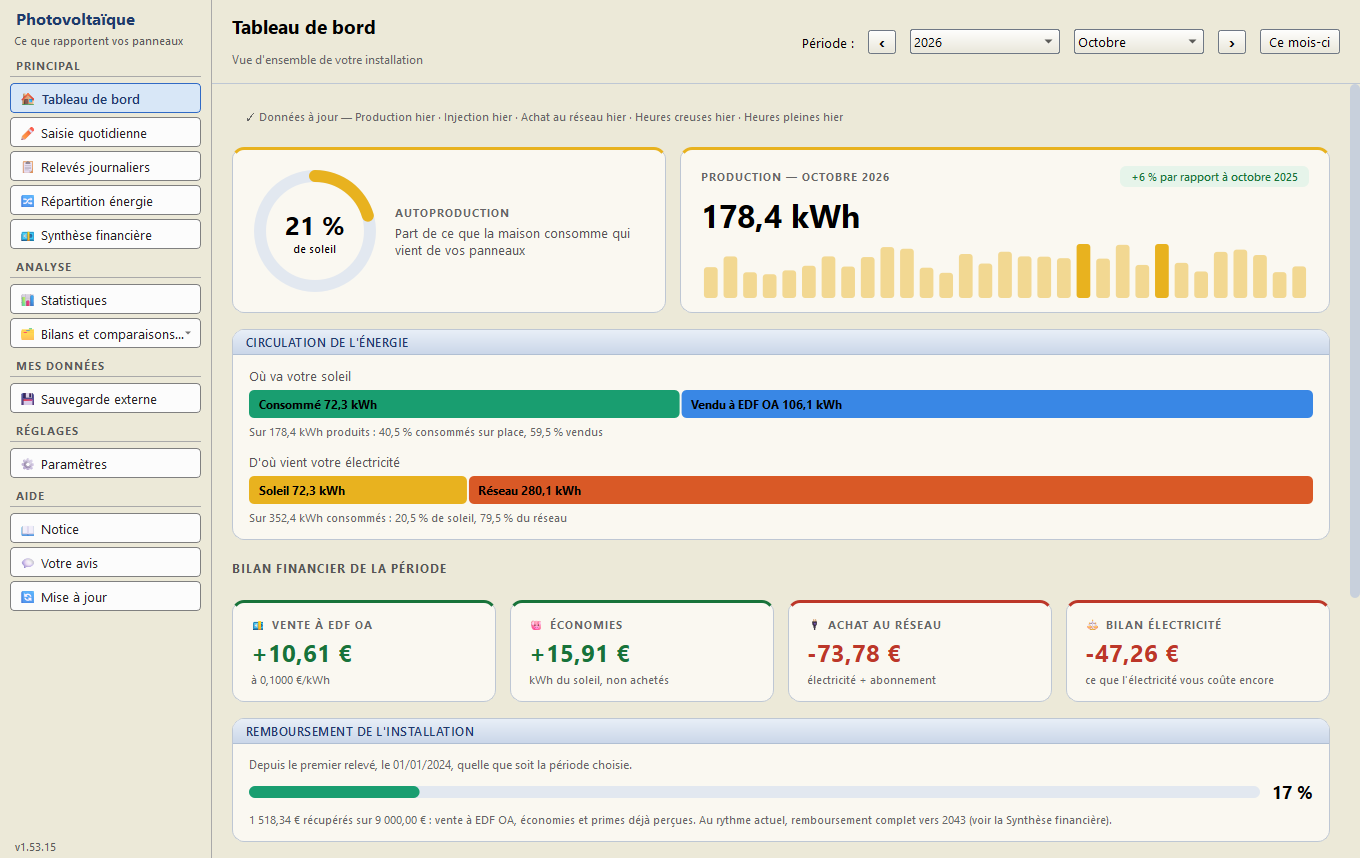 Photovoltaïque
Ce que rapportent vos panneaux
PRINCIPAL
Tableau de bord
Saisie quotidienne
Relevés journaliers
Répartition énergie
Synthèse financière
ANALYSE
Statistiques
Bilans et comparaisons...
MES DONNÉES
Sauvegarde externe
RÉGLAGES
Paramètres
AIDE
Notice
Votre avis
Mise à jour
v1.53.15
Tableau de bord
Vue d'ensemble de votre installation
Période : ‹ 2026 Octobre › Ce mois-ci
✓ Données à jour — Production hier · Injection hier · Achat au réseau hier · Heures creuses hier · Heures pleines hier
21 %
de soleil
AUTOPRODUCTION
Part de ce que la maison consomme qui
vient de vos panneaux
PRODUCTION — OCTOBRE 2026
+6 % par rapport à octobre 2025
178,4 kWh
CIRCULATION DE L'ÉNERGIE
Où va votre soleil
Consommé 72,3 kWh
Vendu à EDF OA 106,1 kWh
Sur 178,4 kWh produits : 40,5 % consommés sur place, 59,5 % vendus
D'où vient votre électricité
Soleil 72,3 kWh
Réseau 280,1 kWh
Sur 352,4 kWh consommés : 20,5 % de soleil, 79,5 % du réseau
BILAN FINANCIER DE LA PÉRIODE
VENTE À EDF OA
+10,61 €
à 0,1000 €/kWh
ÉCONOMIES
+15,91 €
kWh du soleil, non achetés
ACHAT AU RÉSEAU
-73,78 €
électricité + abonnement
BILAN ÉLECTRICITÉ
-47,26 €
ce que l'électricité vous coûte encore
REMBOURSEMENT DE L'INSTALLATION
Depuis le premier relevé, le 01/01/2024, quelle que soit la période choisie.
17 %
1 518,34 € récupérés sur 9 000,00 € : vente à EDF OA, économies et primes déjà perçues. Au rythme actuel, remboursement complet vers 2043 (voir la Synthèse financière).